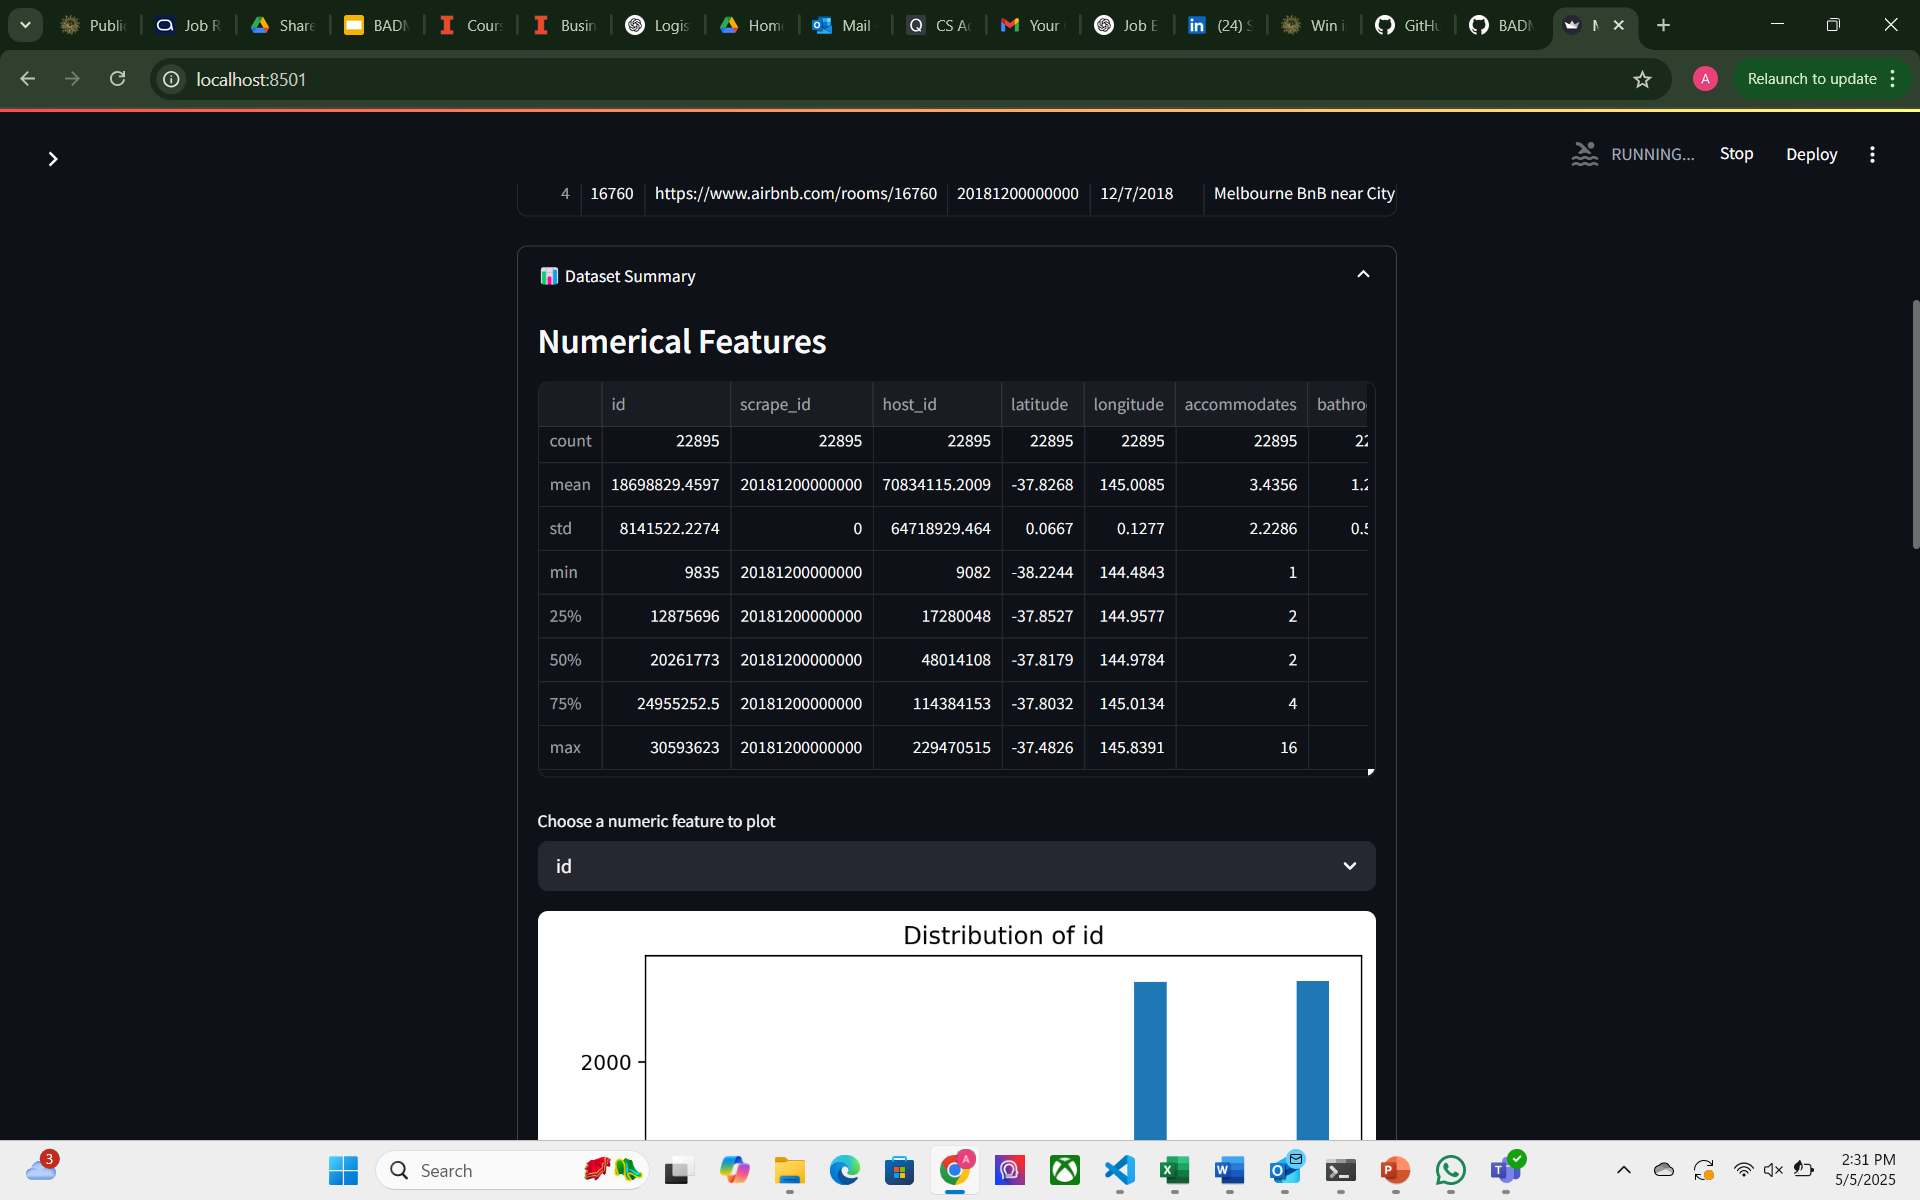 Public
Job R
Share
BADM
Cours
Busin
Logis
Home
Mail
CS Ac
Your
Job E
(24) S
Win i
GitHu
BADM
localhost:8501
A
Relaunch to update
RUNNING...
Stop
Deploy
4 16760 https://www.airbnb.com/rooms/16760 20181200000000 12/7/2018 Melbourne BnB near City
Dataset Summary
Numerical Features
id scrape_id host_id latitude longitude accommodates bathro
count 22895 22895 22895 22895 22895 22895 22
mean 18698829.4597 20181200000000 70834115.2009 -37.8268 145.0085 3.4356 1.2
std 8141522.2274 0 64718929.464 0.0667 0.1277 2.2286 0.5
min 9835 20181200000000 9082 -38.2244 144.4843 1
25% 12875696 20181200000000 17280048 -37.8527 144.9577 2
50% 20261773 20181200000000 48014108 -37.8179 144.9784 2
75% 24955252.5 20181200000000 114384153 -37.8032 145.0134 4
max 30593623 20181200000000 229470515 -37.4826 145.8391 16
Choose a numeric feature to plot
id
Distribution of id
2000
3
Search
A
2:31 PM
5/5/2025